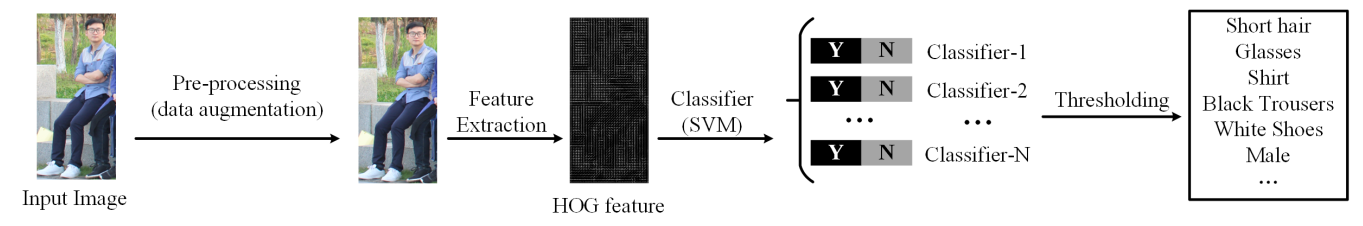 Input Image
Pre-processing
(data augmentation)
Feature
Extraction
HOG feature
Classifier
(SVM)
Y N Classifier-1
Y N Classifier-2
... ...
Y N Classifier-N
Thresholding
Short hair
Glasses
Shirt
Black Trousers
White Shoes
Male
...